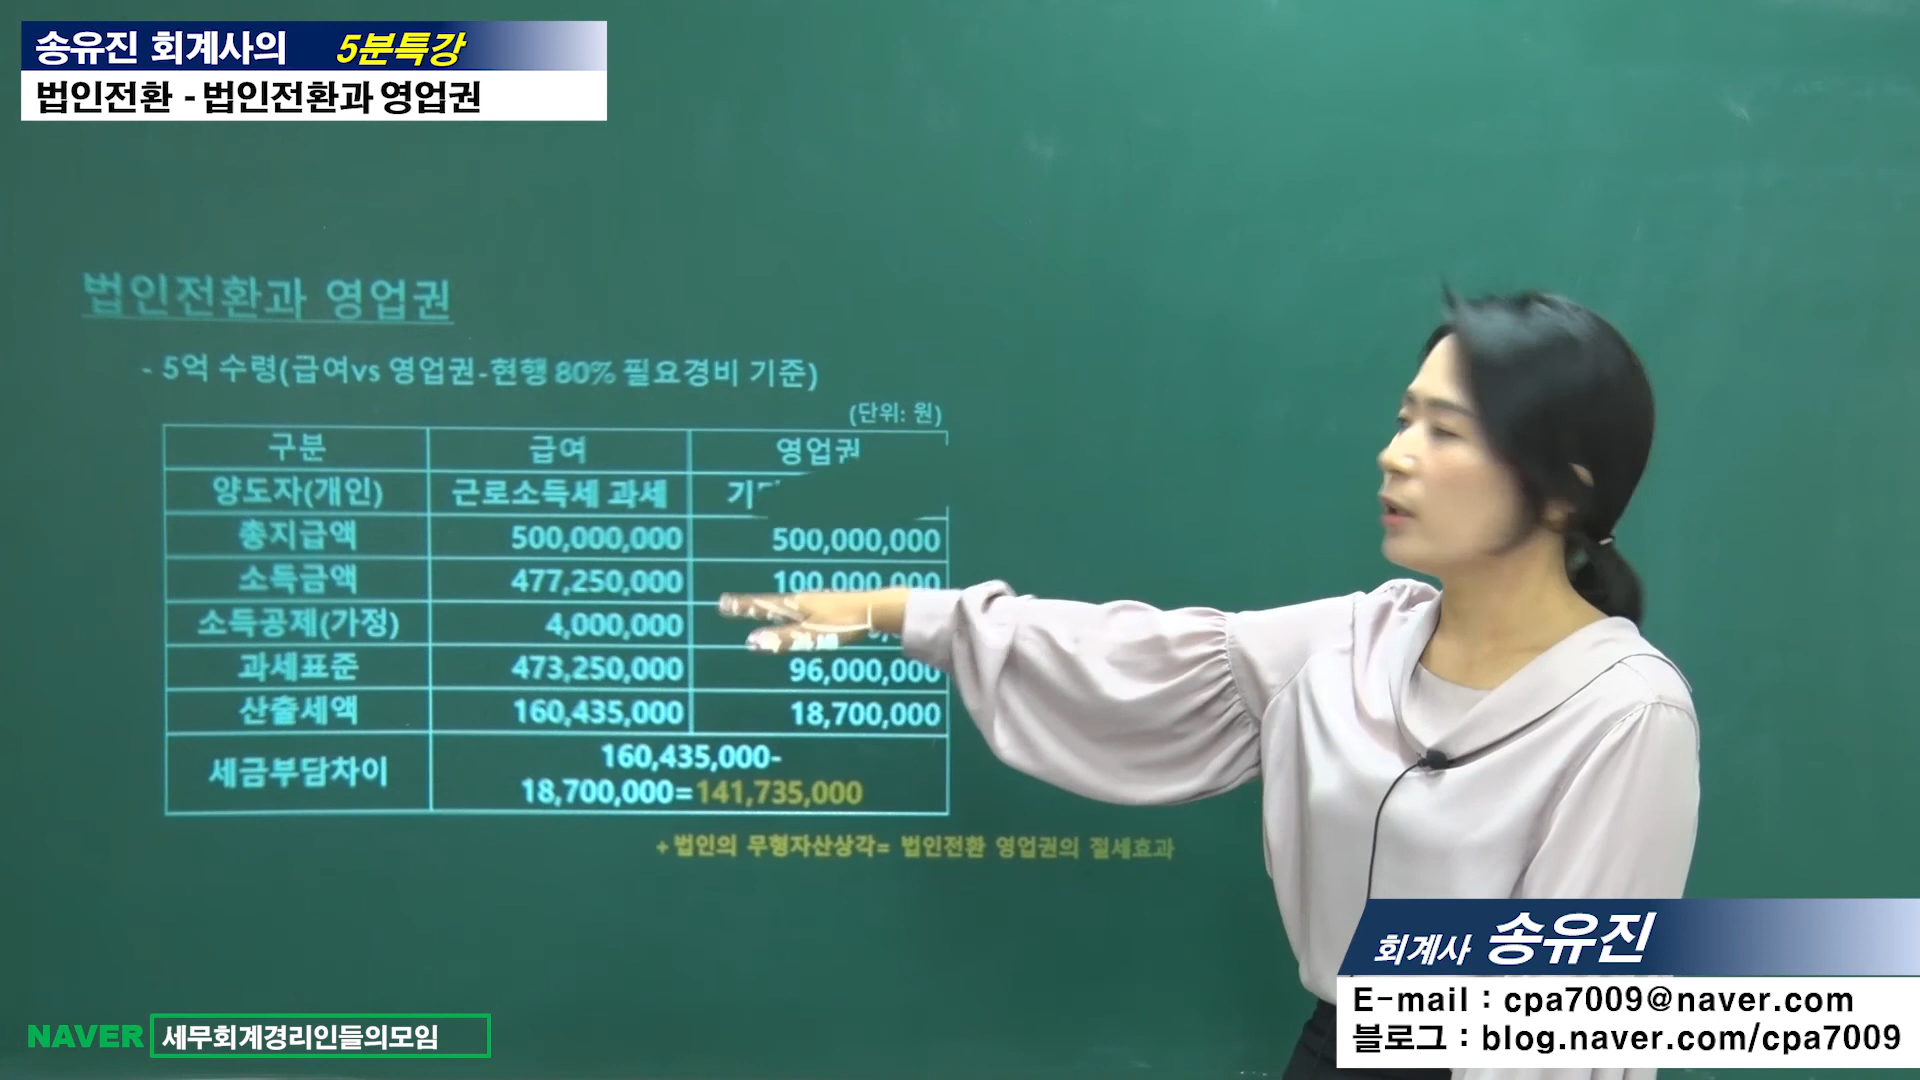 송유진 회계사의 5분특강
법인전환 - 법인전환과 영업권
법인전환과 영업권
- 5억 수령(급여vs 영업권-현행 80% 필요경비 기준)
(단위: 원)
구분 급여 영업권
양도자(개인) 근로소득세 과세
총지급액 500,000,000 500,000,000
소득금액 477,250,000 100,000,000
소득공제(가정) 4,000,000
과세표준 473,250,000 96,000,000
산출세액 160,435,000 18,700,000
세금부담차이 160,435,000-
18,700,000=141,735,000
+ 법인의 무형자산상각= 법인전환 영업권의 절세효과
회계사 송유진
E-mail : cpa7009@naver.com
블로그 : blog.naver.com/cpa7009
NAVER 세무회계경리인들의모임